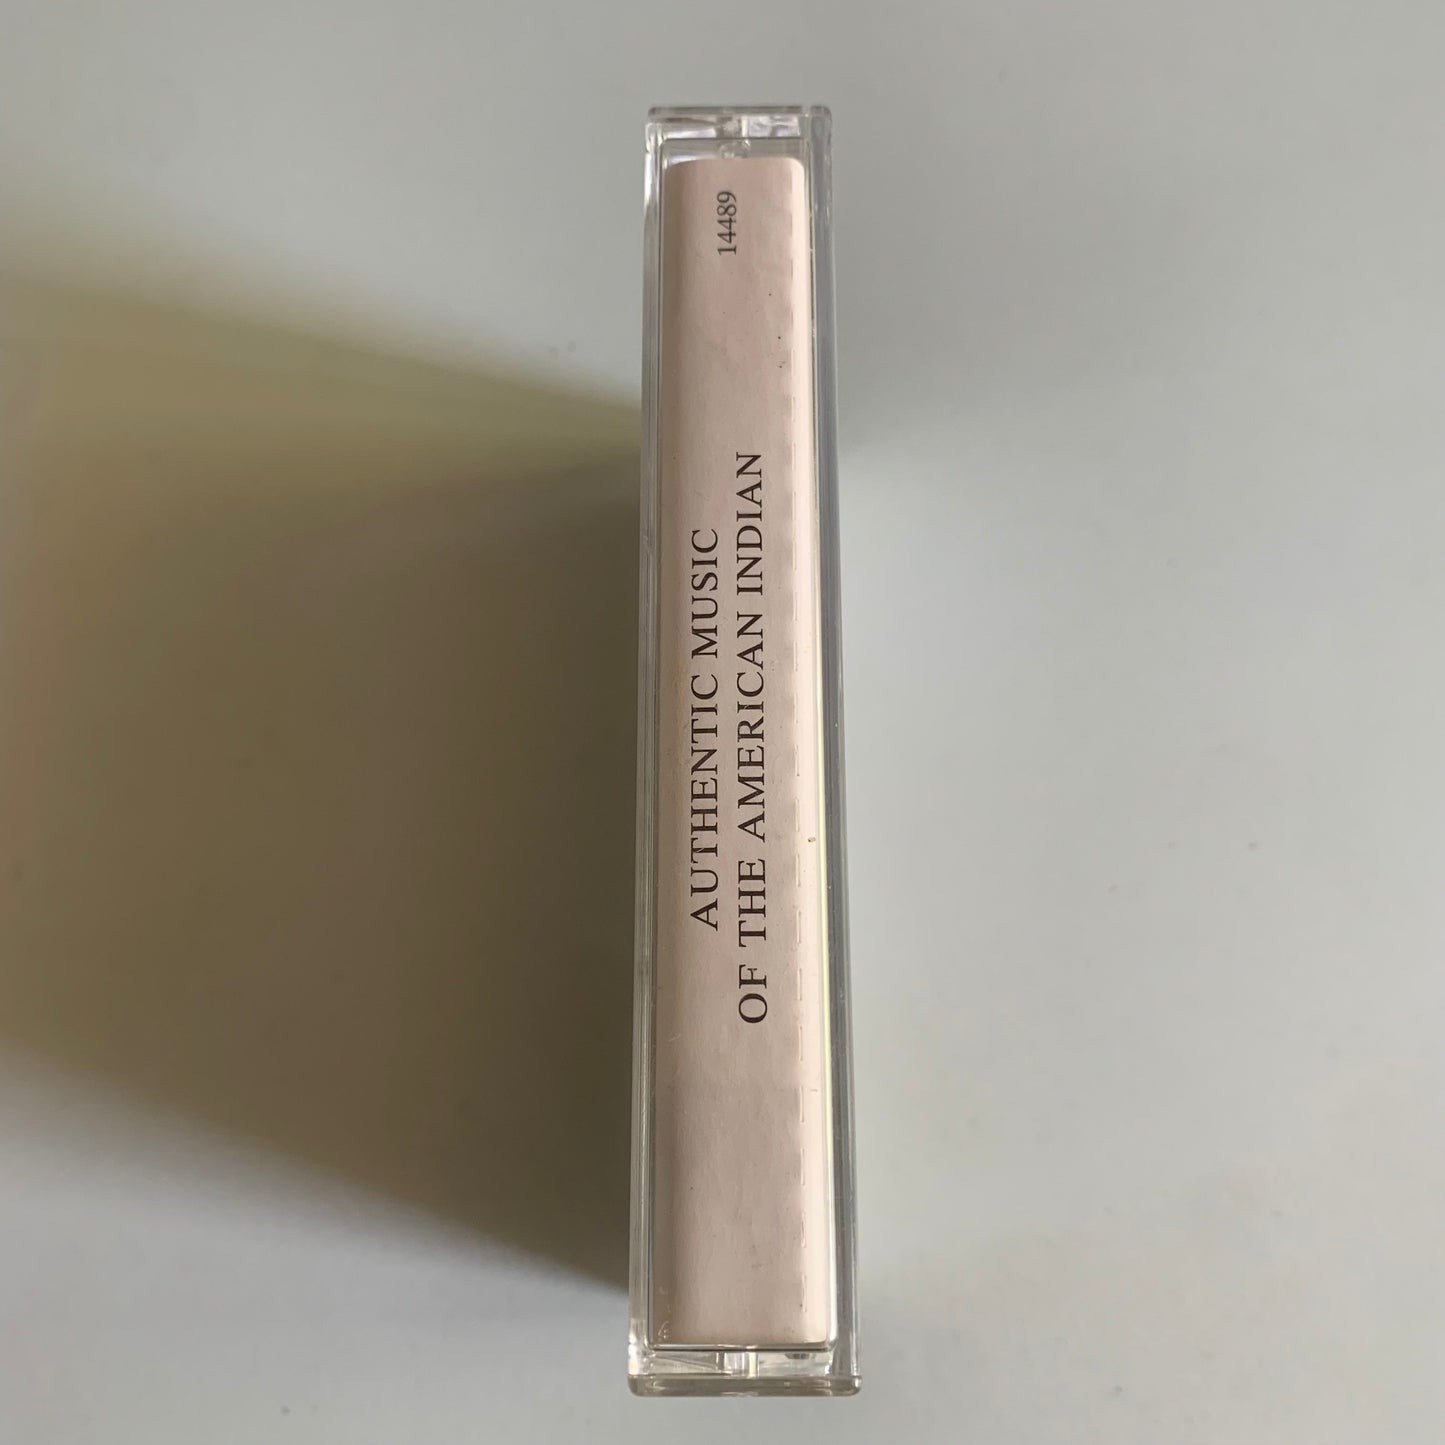 AUTHENTIC MUSIC
OF THE AMERICAN INDIAN
14489